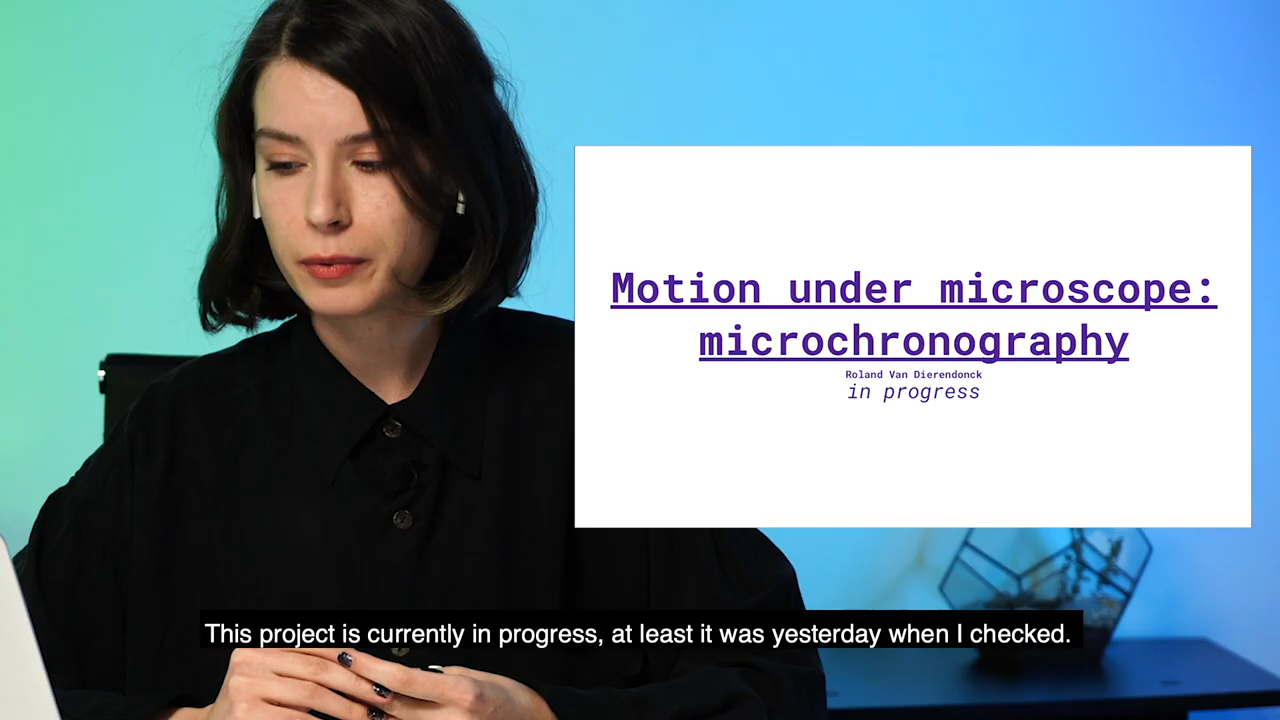 Motion under microscope:
microchronography
Roland Van Dierendonck
in progress
This project is currently in progress, at least it was yesterday when I checked.